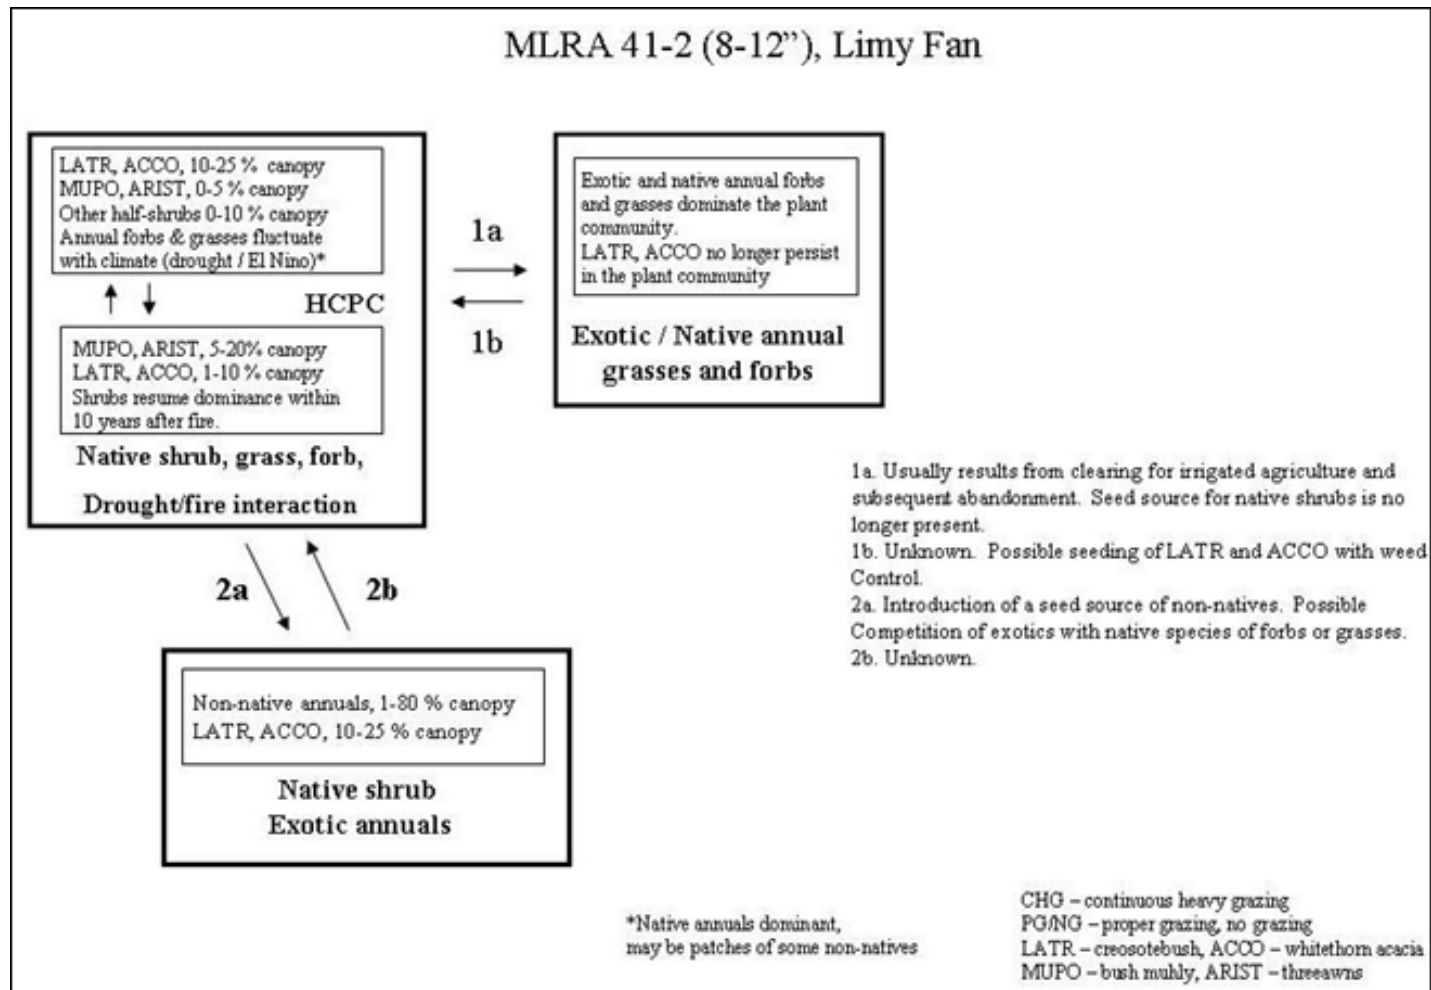 MLRA 41-2 (8-12”), Limy Fan
LATR, ACCO, 10-25 % canopy
MUPO, ARIST, 0-5 % canopy
Other half-shrubs 0-10 % canopy
Annual forbs & grasses fluctuate
with climate (drought / El Nino)*
HCPC
MUPO, ARIST, 5-20% canopy
LATR, ACCO, 1-10 % canopy
Shrubs resume dominance within
10 years after fire.
Native shrub, grass, forb,
Drought/fire interaction
1a
1b
Exotic and native annual forbs
and grasses dominate the plant
community.
LATR, ACCO no longer persist
in the plant community
Exotic / Native annual
grasses and forbs
2a
2b
Non-native annuals, 1-80 % canopy
LATR, ACCO, 10-25 % canopy
Native shrub
Exotic annuals
1a. Usually results from clearing for irrigated agriculture and
subsequent abandonment. Seed source for native shrubs is no
longer present.
1b. Unknown. Possible seeding of LATR and ACCO with weed
Control.
2a. Introduction of a seed source of non-natives. Possible
Competition of exotics with native species of forbs or grasses.
2b. Unknown.
*Native annuals dominant,
may be patches of some non-natives
CHG – continuous heavy grazing
PG/NG – proper grazing, no grazing
LATR – creosotebush, ACCO – whitethorn acacia
MUPO – bush muhly, ARIST – threeawns